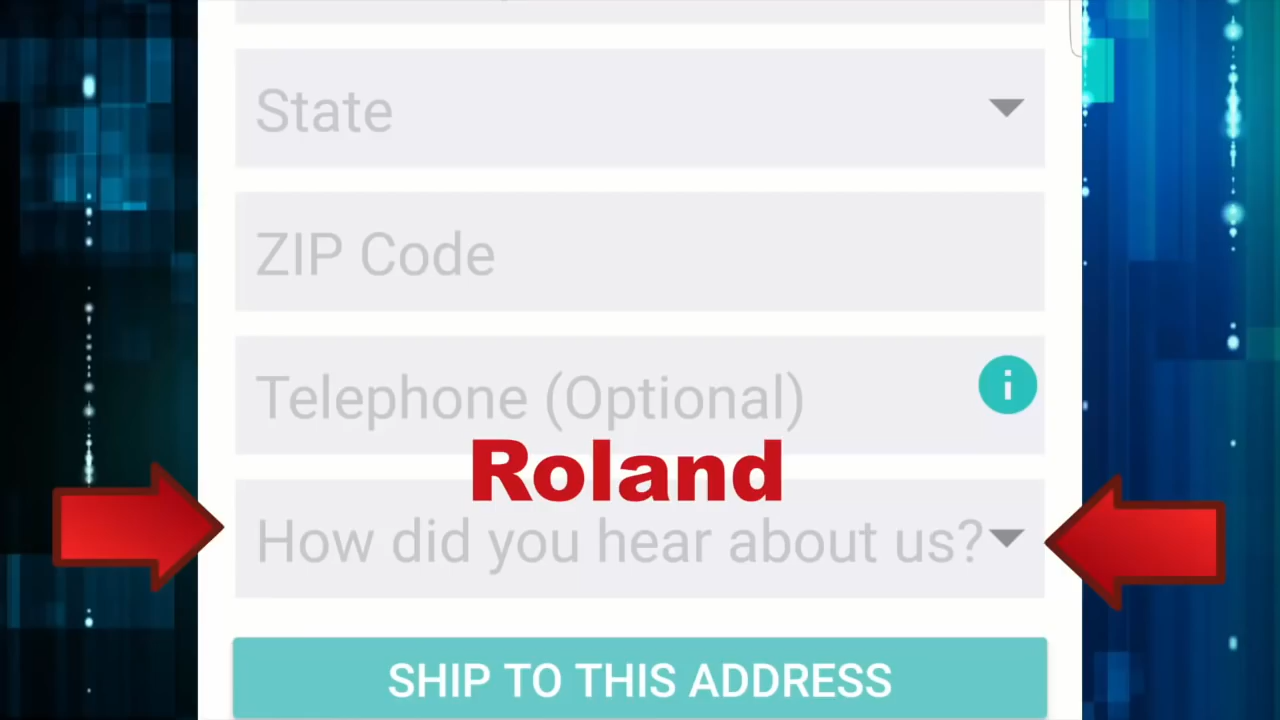 State
ZIP Code
Telephone (Optional)
Roland
How did you hear about us?
SHIP TO THIS ADDRESS